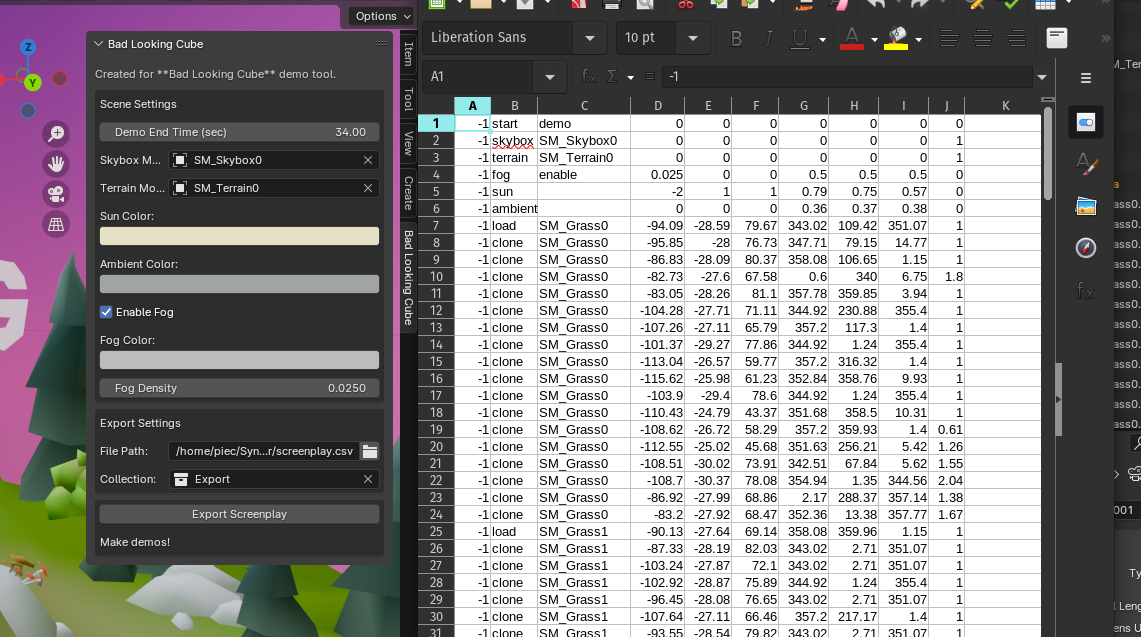 Options
Z
Y
Bad Looking Cube
Created for **Bad Looking Cube** demo tool.
Scene Settings
Demo End Time (sec) 34.00
Skybox M... SM_Skybox0
Terrain Mo... SM_Terrain0
Sun Color:
Ambient Color:
Enable Fog
Fog Color:
Fog Density 0.0250
Export Settings
File Path: /home/piec/Syn...r/screenplay.csv
Collection: Export
Export Screenplay
Make demos!
Item
Tool
View
Create
Bad Looking Cube
Liberation Sans 10 pt B I U A
A1 fx Σ = -1
A B C D E F G H I J K
1 -1 start demo 0 0 0 0 0 0 0
2 -1 skybox SM_Skybox0 0 0 0 0 0 0 1
3 -1 terrain SM_Terrain0 0 0 0 0 0 0 1
4 -1 fog enable 0.025 0 0 0.5 0.5 0.5 0
5 -1 sun -2 1 1 0.79 0.75 0.57 0
6 -1 ambient 0 0 0 0.36 0.37 0.38 0
7 -1 load SM_Grass0 -94.09 -28.59 79.67 343.02 109.42 351.07 1
8 -1 clone SM_Grass0 -95.85 -28 76.73 347.71 79.15 14.77 1
9 -1 clone SM_Grass0 -86.83 -28.09 80.37 358.08 106.65 1.15 1
10 -1 clone SM_Grass0 -82.73 -27.6 67.58 0.6 340 6.75 1.8
11 -1 clone SM_Grass0 -83.05 -28.26 81.1 357.78 359.85 3.94 1
12 -1 clone SM_Grass0 -104.28 -27.71 71.11 344.92 230.88 355.4 1
13 -1 clone SM_Grass0 -107.26 -27.11 65.79 357.2 117.3 1.4 1
14 -1 clone SM_Grass0 -101.37 -29.27 77.86 344.92 1.24 355.4 1
15 -1 clone SM_Grass0 -113.04 -26.57 59.77 357.2 316.32 1.4 1
16 -1 clone SM_Grass0 -115.62 -25.98 61.23 352.84 358.76 9.93 1
17 -1 clone SM_Grass0 -103.9 -29.4 78.6 344.92 1.24 355.4 1
18 -1 clone SM_Grass0 -110.43 -24.79 43.37 351.68 358.5 10.31 1
19 -1 clone SM_Grass0 -108.62 -26.72 58.29 357.2 359.93 1.4 0.61
20 -1 clone SM_Grass0 -112.55 -25.02 45.68 351.63 256.21 5.42 1.26
21 -1 clone SM_Grass0 -108.51 -30.02 73.91 342.51 67.84 5.62 1.55
22 -1 clone SM_Grass0 -108.7 -30.37 78.08 354.94 1.35 344.56 2.04
23 -1 clone SM_Grass0 -86.92 -27.99 68.86 2.17 288.37 357.14 1.38
24 -1 clone SM_Grass0 -83.2 -27.92 68.47 352.36 13.38 357.77 1.67
25 -1 load SM_Grass1 -90.13 -27.64 69.14 358.08 359.96 1.15 1
26 -1 clone SM_Grass1 -87.33 -28.19 82.03 343.02 2.71 351.07 1
27 -1 clone SM_Grass1 -103.24 -27.87 72.1 343.02 2.71 351.07 1
28 -1 clone SM_Grass1 -102.92 -28.87 75.89 344.92 1.24 355.4 1
29 -1 clone SM_Grass1 -96.45 -28.08 76.65 343.02 2.71 351.07 1
30 -1 clone SM_Grass1 -107.64 -27.11 66.46 357.2 217.17 1.4 1
31 -1 clone SM_Grass1 -93.55 -28.54 79.82 343.02 2.71 351.07 1